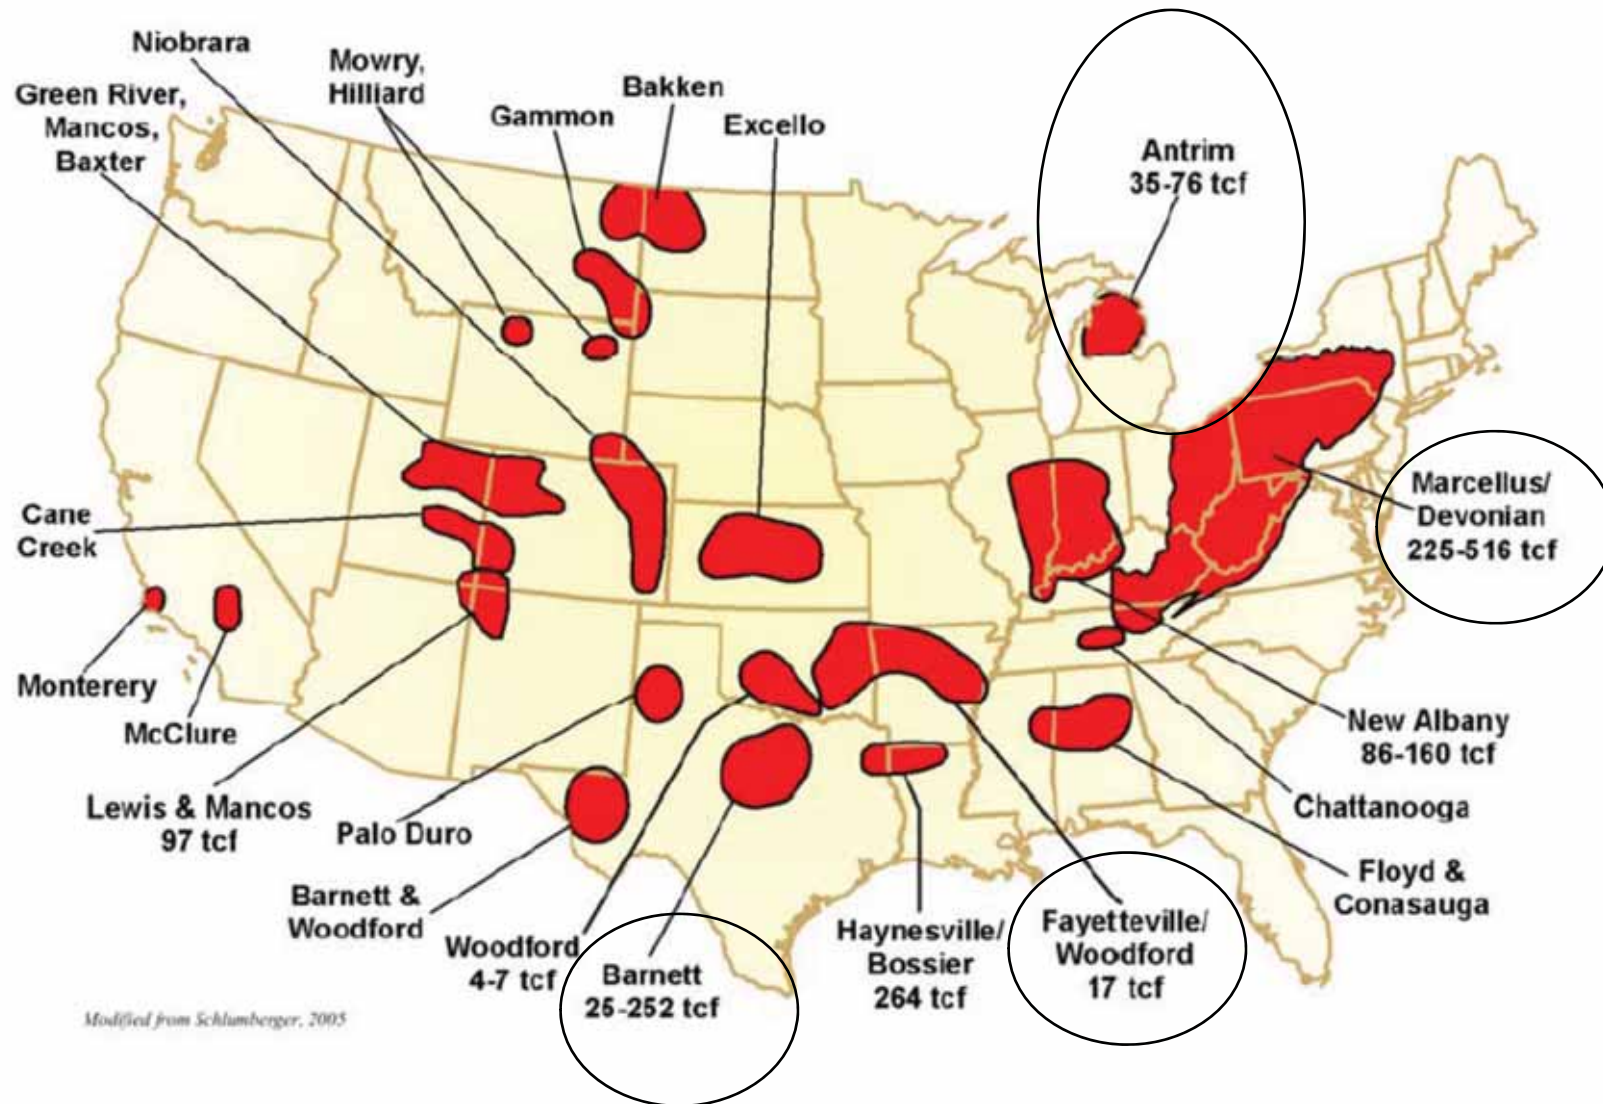 Niobrara
Mowry,
Hilliard
Green River,
Mancos,
Baxter
Gammon
Bakken
Excello
Antrim
35-76 tcf
Marcellus/
Devonian
225-516 tcf
Cane
Creek
Monterery
McClure
Lewis & Mancos
97 tcf
Palo Duro
Barnett &
Woodford
Woodford
4-7 tcf
Barnett
25-252 tcf
Haynesville/
Bossier
264 tcf
Fayetteville/
Woodford
17 tcf
New Albany
86-160 tcf
Chattanooga
Floyd &
Conasauga
Modified from Schlumberger, 2005